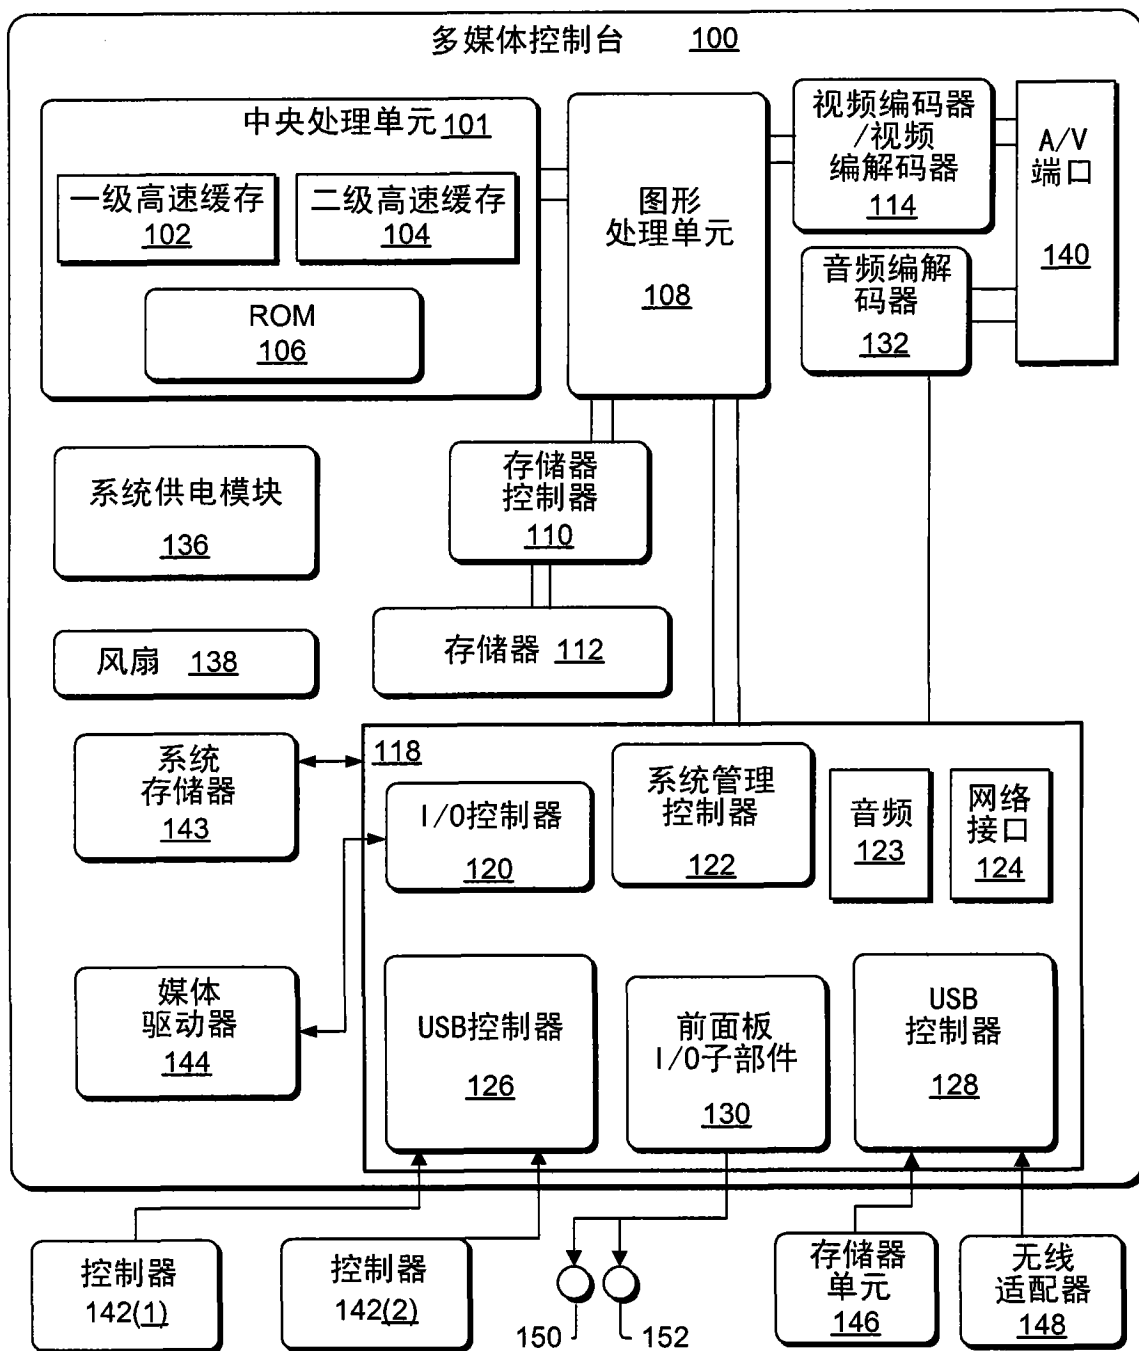 多媒体控制台 100
中央处理单元 101
一级高速缓存
102
二级高速缓存
104
ROM
106
图形
处理单元
108
视频编码器
/视频
编解码器
114
A/V
端口
140
音频编解
码器
132
系统供电模块
136
存储器
控制器
110
风扇 138
存储器 112
系统
存储器
143
118
I/O控制器
120
系统管理
控制器
122
音频
123
网络
接口
124
媒体
驱动器
144
USB控制器
126
前面板
I/O子部件
130
USB
控制器
128
控制器
142(1)
控制器
142(2)
150
152
存储器
单元
146
无线
适配器
148